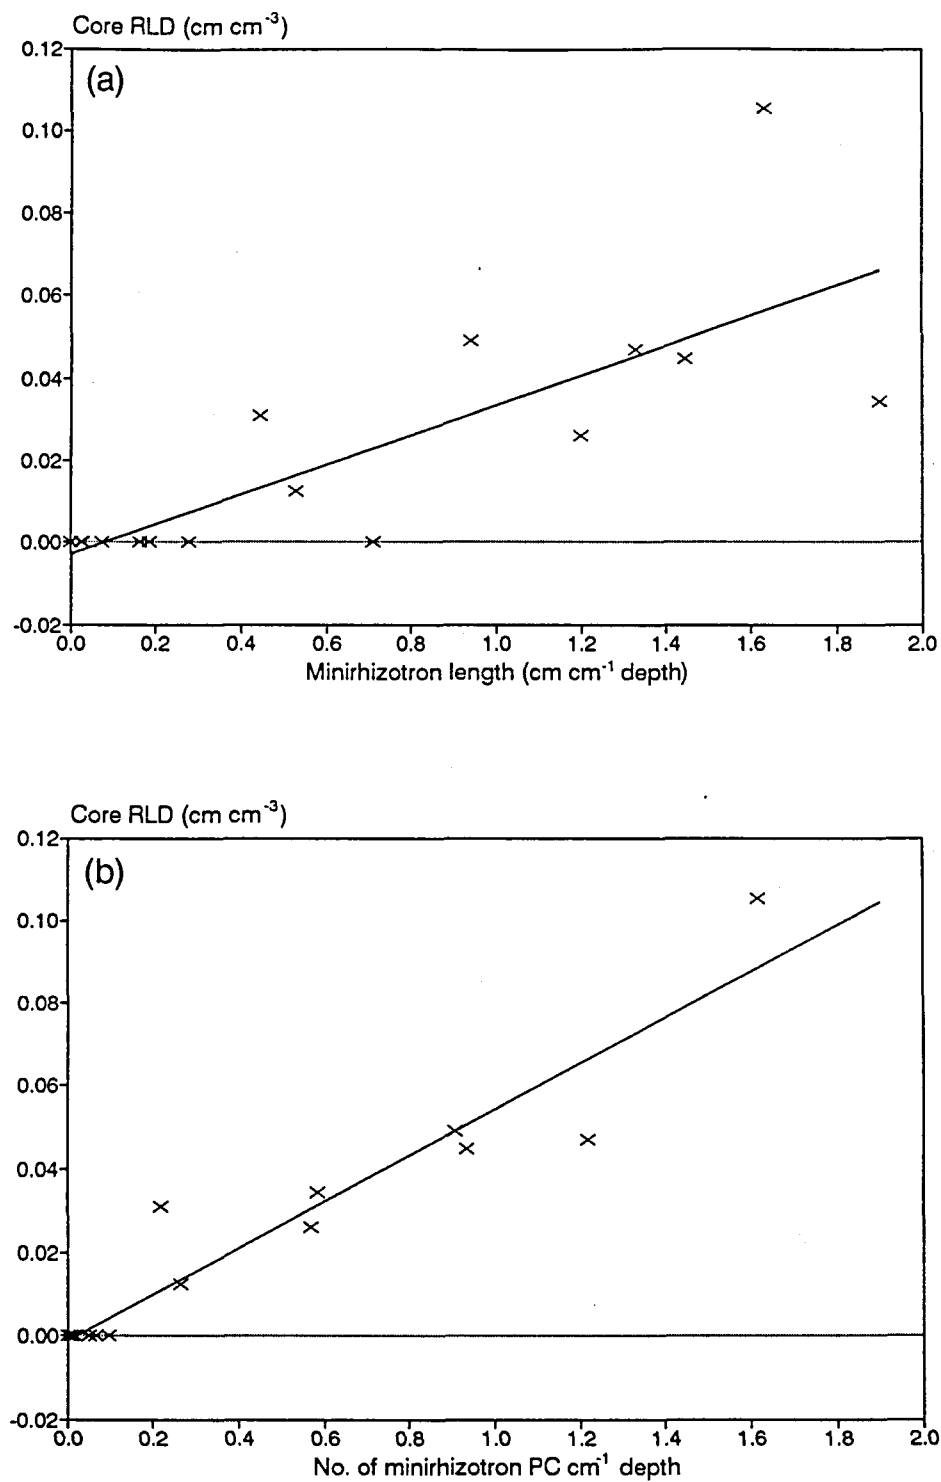 Core RLD (cm cm⁻³)
0.12
(a)
0.10
0.08
0.06
0.04
0.02
0.00
-0.02
0.0 0.2 0.4 0.6 0.8 1.0 1.2 1.4 1.6 1.8 2.0
Minirhizotron length (cm cm⁻¹ depth)
Core RLD (cm cm⁻³)
0.12
(b)
0.10
0.08
0.06
0.04
0.02
0.00
-0.02
0.0 0.2 0.4 0.6 0.8 1.0 1.2 1.4 1.6 1.8 2.0
No. of minirhizotron PC cm⁻¹ depth